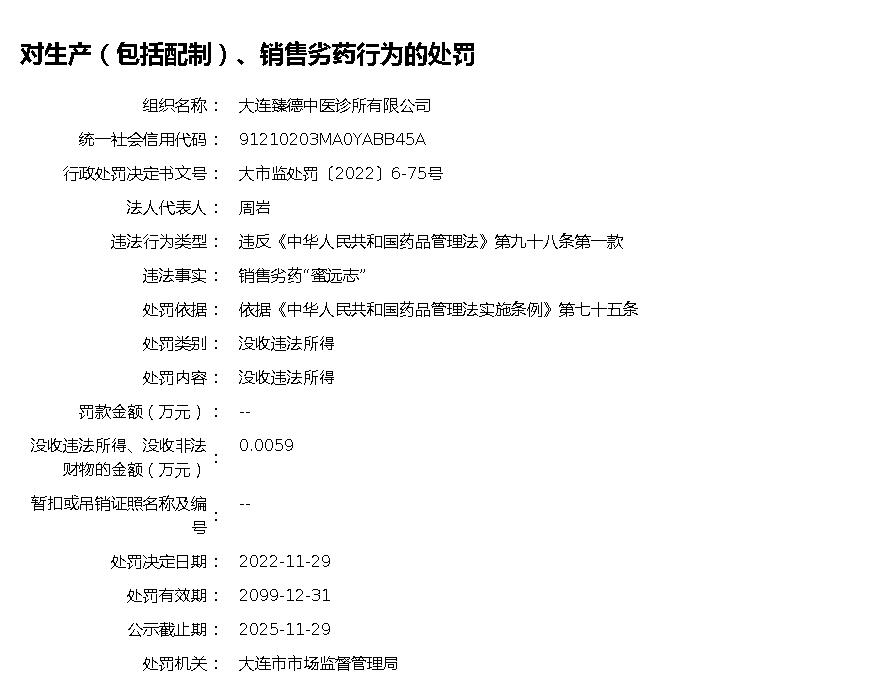 对生产（包括配制）、销售劣药行为的处罚
组织名称： 大连臻德中医诊所有限公司
统一社会信用代码： 91210203MA0YABB45A
行政处罚决定书文号： 大市监处罚〔2022〕6-75号
法人代表人： 周岩
违法行为类型： 违反《中华人民共和国药品管理法》第九十八条第一款
违法事实： 销售劣药“蜜远志”
处罚依据： 依据《中华人民共和国药品管理法实施条例》第七十五条
处罚类别： 没收违法所得
处罚内容： 没收违法所得
罚款金额（万元）： --
没收违法所得、没收非法
财物的金额（万元）： 0.0059
暂扣或吊销证照名称及编
号： --
处罚决定日期： 2022-11-29
处罚有效期： 2099-12-31
公示截止期： 2025-11-29
处罚机关： 大连市市场监督管理局